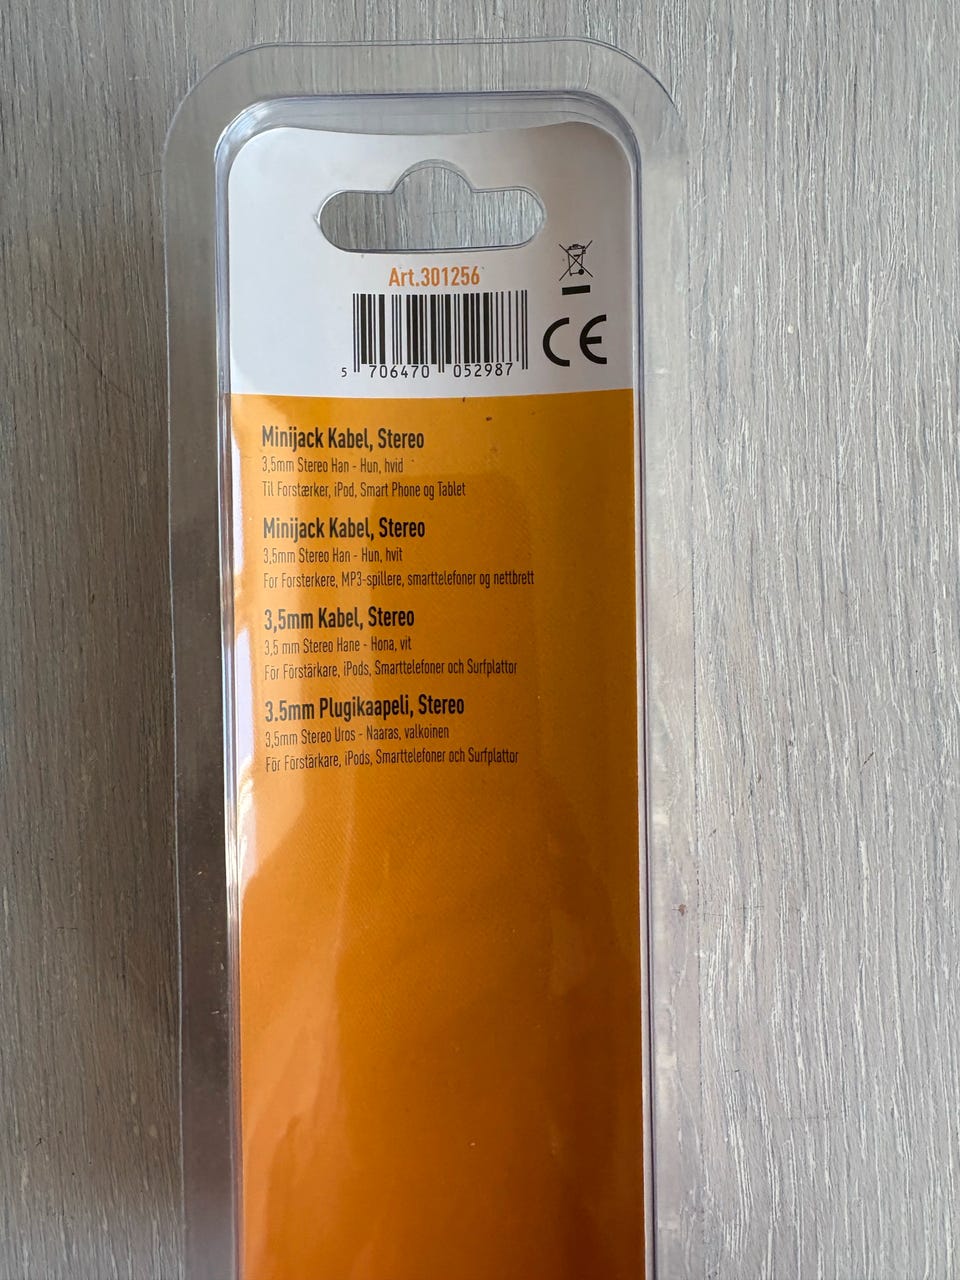 Art.301256
5 706470 052987
CE
Minijack Kabel, Stereo
3,5mm Stereo Han - Hun, hvid
Til Forstærker, iPod, Smart Phone og Tablet
Minijack Kabel, Stereo
3,5mm Stereo Han - Hun, hvit
For Forsterkere, MP3-spillere, smarttelefoner og nettbrett
3,5mm Kabel, Stereo
3,5 mm Stereo Hane - Hona, vit
För Förstärkare, iPods, Smarttelefoner och Surfplattor
3.5mm Plugikaapeli, Stereo
3,5mm Stereo Uros - Naaras, valkoinen
För Förstärkare, iPods, Smarttelefoner och Surfplattor